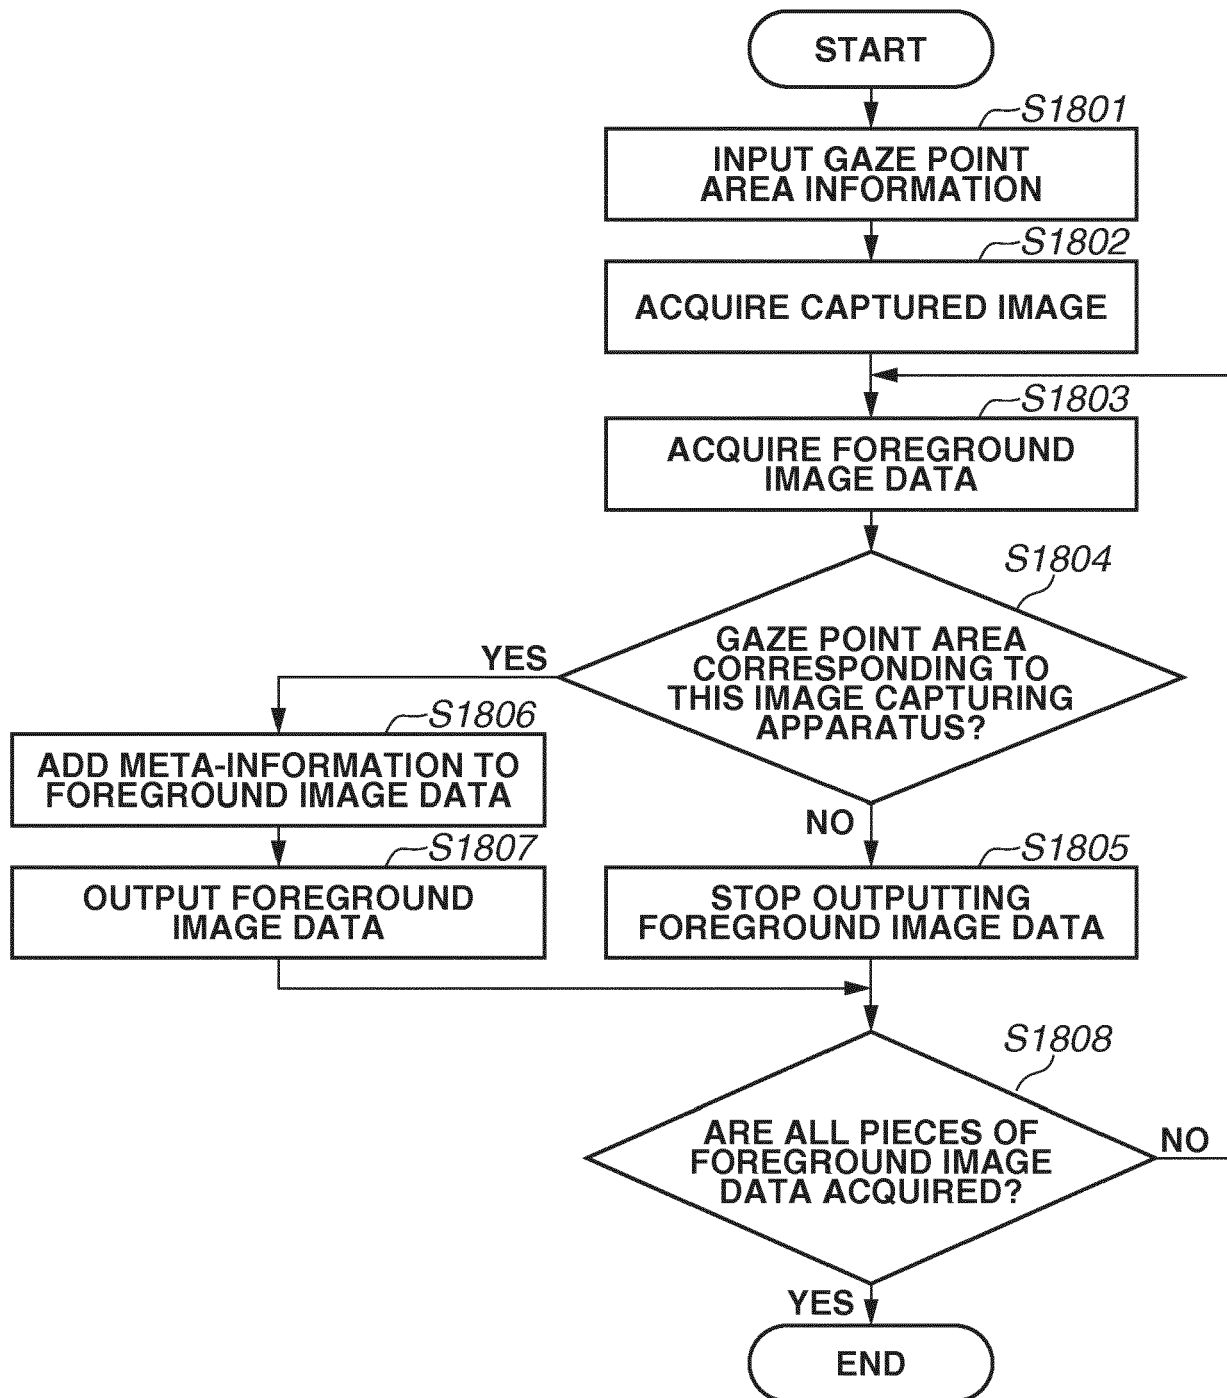 START
S1801
INPUT GAZE POINT
AREA INFORMATION
S1802
ACQUIRE CAPTURED IMAGE
S1803
ACQUIRE FOREGROUND
IMAGE DATA
S1804
GAZE POINT AREA
CORRESPONDING TO
THIS IMAGE CAPTURING
APPARATUS?
YES
S1806
ADD META-INFORMATION TO
FOREGROUND IMAGE DATA
S1807
OUTPUT FOREGROUND
IMAGE DATA
NO
S1805
STOP OUTPUTTING
FOREGROUND IMAGE DATA
S1808
ARE ALL PIECES OF
FOREGROUND IMAGE
DATA ACQUIRED?
NO
YES
END